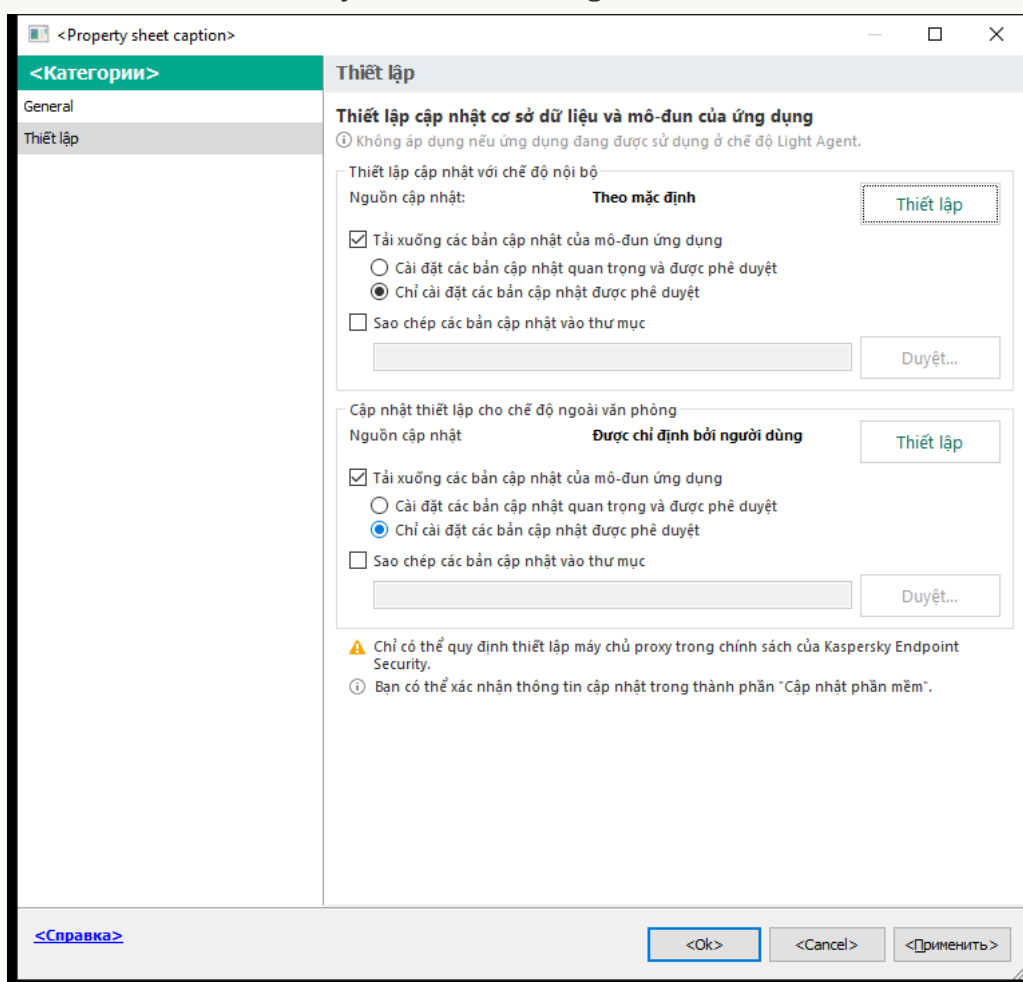 <Property sheet caption>
<Категории>
General
Thiết lập
Thiết lập
Thiết lập cập nhật cơ sở dữ liệu và mô-đun của ứng dụng
Không áp dụng nếu ứng dụng đang được sử dụng ở chế độ Light Agent.
Thiết lập cập nhật với chế độ nội bộ
Nguồn cập nhật: Theo mặc định Thiết lập
Tải xuống các bản cập nhật của mô-đun ứng dụng
Cài đặt các bản cập nhật quan trọng và được phê duyệt
Chỉ cài đặt các bản cập nhật được phê duyệt
Sao chép các bản cập nhật vào thư mục
Duyệt...
Cập nhật thiết lập cho chế độ ngoài văn phòng
Nguồn cập nhật Được chỉ định bởi người dùng Thiết lập
Tải xuống các bản cập nhật của mô-đun ứng dụng
Cài đặt các bản cập nhật quan trọng và được phê duyệt
Chỉ cài đặt các bản cập nhật được phê duyệt
Sao chép các bản cập nhật vào thư mục
Duyệt...
Chỉ có thể quy định thiết lập máy chủ proxy trong chính sách của Kaspersky Endpoint
Security.
Bạn có thể xác nhận thông tin cập nhật trong thành phần "Cập nhật phần mềm".
<Справка>
<Ok> <Cancel> <Применить>